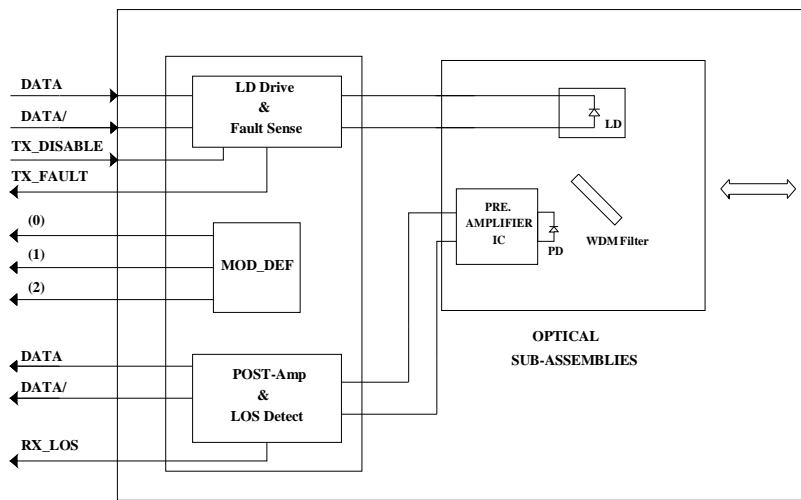 DATA
DATA/
TX_DISABLE
TX_FAULT
(0)
(1)
(2)
DATA
DATA/
RX_LOS
LD Drive
&
Fault Sense
MOD_DEF
POST-Amp
&
LOS Detect
LD
PRE.
AMPLIFIER
IC
PD
WDM Filter
OPTICAL
SUB-ASSEMBLIES